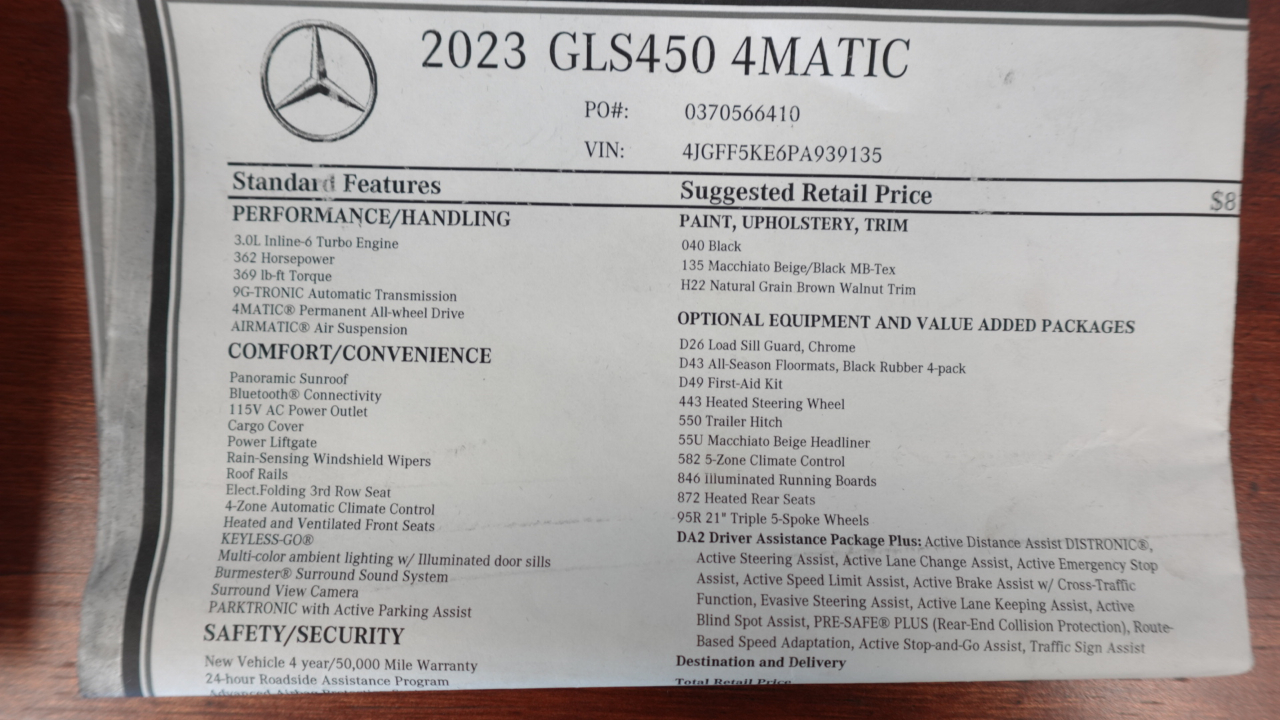 2023 GLS450 4MATIC
PO#: 0370566410
VIN: 4JGFF5KE6PA939135
Standard Features
PERFORMANCE/HANDLING
3.0L Inline-6 Turbo Engine
362 Horsepower
369 lb-ft Torque
9G-TRONIC Automatic Transmission
4MATIC® Permanent All-wheel Drive
AIRMATIC® Air Suspension
COMFORT/CONVENIENCE
Panoramic Sunroof
Bluetooth® Connectivity
115V AC Power Outlet
Cargo Cover
Power Liftgate
Rain-Sensing Windshield Wipers
Roof Rails
Elect.Folding 3rd Row Seat
4-Zone Automatic Climate Control
Heated and Ventilated Front Seats
KEYLESS-GO®
Multi-color ambient lighting w/ Illuminated door sills
Burmester® Surround Sound System
Surround View Camera
PARKTRONIC with Active Parking Assist
SAFETY/SECURITY
New Vehicle 4 year/50,000 Mile Warranty
24-hour Roadside Assistance Program
Suggested Retail Price $8
PAINT, UPHOLSTERY, TRIM
040 Black
135 Macchiato Beige/Black MB-Tex
H22 Natural Grain Brown Walnut Trim
OPTIONAL EQUIPMENT AND VALUE ADDED PACKAGES
D26 Load Sill Guard, Chrome
D43 All-Season Floormats, Black Rubber 4-pack
D49 First-Aid Kit
443 Heated Steering Wheel
550 Trailer Hitch
55U Macchiato Beige Headliner
582 5-Zone Climate Control
846 Illuminated Running Boards
872 Heated Rear Seats
95R 21" Triple 5-Spoke Wheels
DA2 Driver Assistance Package Plus: Active Distance Assist DISTRONIC®,
Active Steering Assist, Active Lane Change Assist, Active Emergency Stop
Assist, Active Speed Limit Assist, Active Brake Assist w/ Cross-Traffic
Function, Evasive Steering Assist, Active Lane Keeping Assist, Active
Blind Spot Assist, PRE-SAFE® PLUS (Rear-End Collision Protection), Route-
Based Speed Adaptation, Active Stop-and-Go Assist, Traffic Sign Assist
Destination and Delivery
Total Retail Price